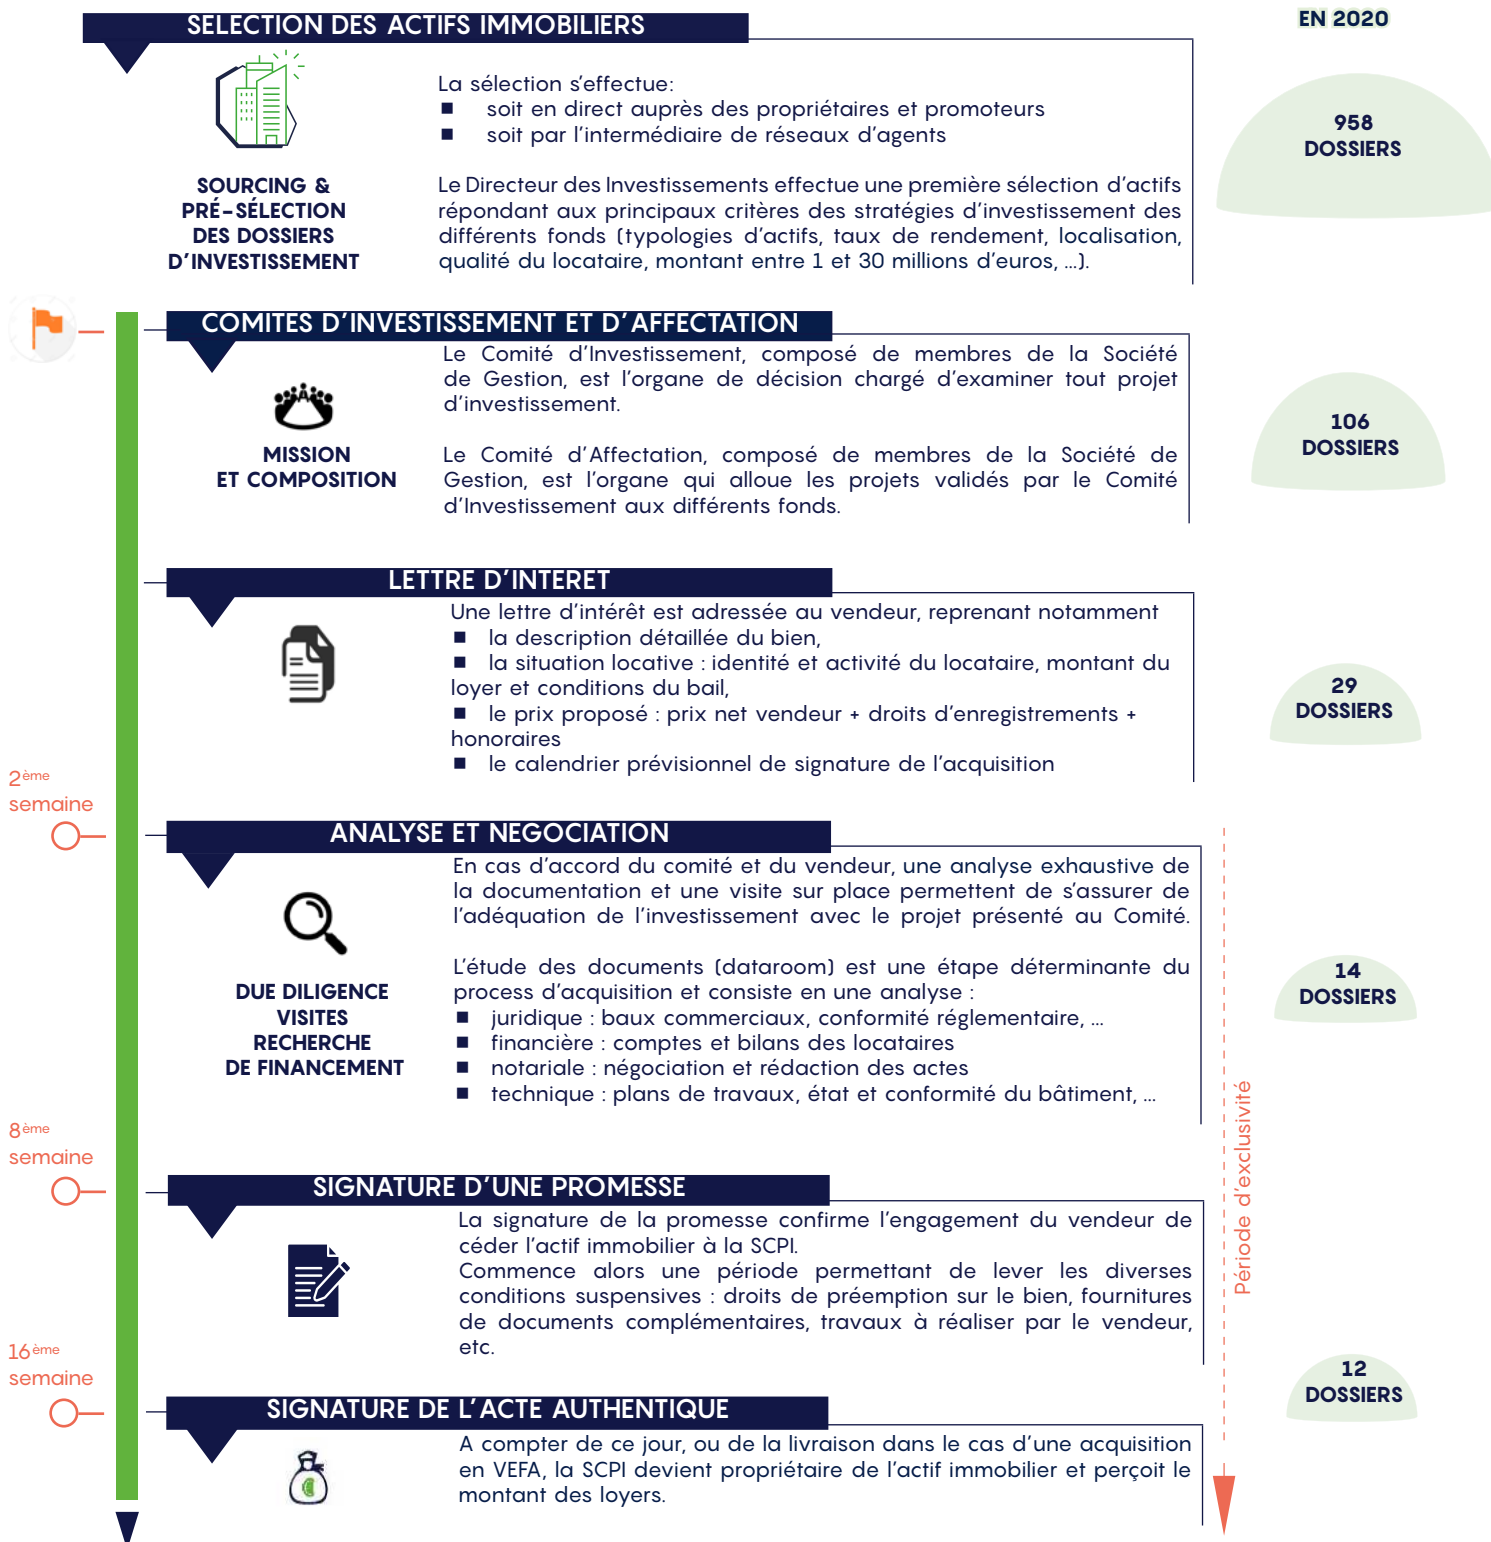 SELECTION DES ACTIFS IMMOBILIERS
EN 2020
La sélection s'effectue:
■ soit en direct auprès des propriétaires et promoteurs
■ soit par l'intermédiaire de réseaux d'agents
958
DOSSIERS
SOURCING &
PRÉ-SÉLECTION
DES DOSSIERS
D'INVESTISSEMENT
Le Directeur des Investissements effectue une première sélection d'actifs
répondant aux principaux critères des stratégies d'investissement des
différents fonds (typologies d'actifs, taux de rendement, localisation,
qualité du locataire, montant entre 1 et 30 millions d'euros, ...).
COMITES D'INVESTISSEMENT ET D'AFFECTATION
Le Comité d'Investissement, composé de membres de la Société
de Gestion, est l'organe de décision chargé d'examiner tout projet
d'investissement.
MISSION
ET COMPOSITION
Le Comité d'Affectation, composé de membres de la Société de
Gestion, est l'organe qui alloue les projets validés par le Comité
d'Investissement aux différents fonds.
106
DOSSIERS
LETTRE D'INTERET
Une lettre d'intérêt est adressée au vendeur, reprenant notamment
■ la description détaillée du bien,
■ la situation locative : identité et activité du locataire, montant du
loyer et conditions du bail,
■ le prix proposé : prix net vendeur + droits d'enregistrements +
honoraires
■ le calendrier prévisionnel de signature de l'acquisition
29
DOSSIERS
2ème
semaine
ANALYSE ET NEGOCIATION
En cas d'accord du comité et du vendeur, une analyse exhaustive de
la documentation et une visite sur place permettent de s'assurer de
l'adéquation de l'investissement avec le projet présenté au Comité.
DUE DILIGENCE
VISITES
RECHERCHE
DE FINANCEMENT
L'étude des documents (dataroom) est une étape déterminante du
process d'acquisition et consiste en une analyse :
■ juridique : baux commerciaux, conformité réglementaire, ...
■ financière : comptes et bilans des locataires
■ notariale : négociation et rédaction des actes
■ technique : plans de travaux, état et conformité du bâtiment, ...
14
DOSSIERS
Période d'exclusivité
8ème
semaine
SIGNATURE D'UNE PROMESSE
La signature de la promesse confirme l'engagement du vendeur de
céder l'actif immobilier à la SCPI.
Commence alors une période permettant de lever les diverses
conditions suspensives : droits de préemption sur le bien, fournitures
de documents complémentaires, travaux à réaliser par le vendeur,
etc.
16ème
semaine
12
DOSSIERS
SIGNATURE DE L'ACTE AUTHENTIQUE
A compter de ce jour, ou de la livraison dans le cas d'une acquisition
en VEFA, la SCPI devient propriétaire de l'actif immobilier et perçoit le
montant des loyers.